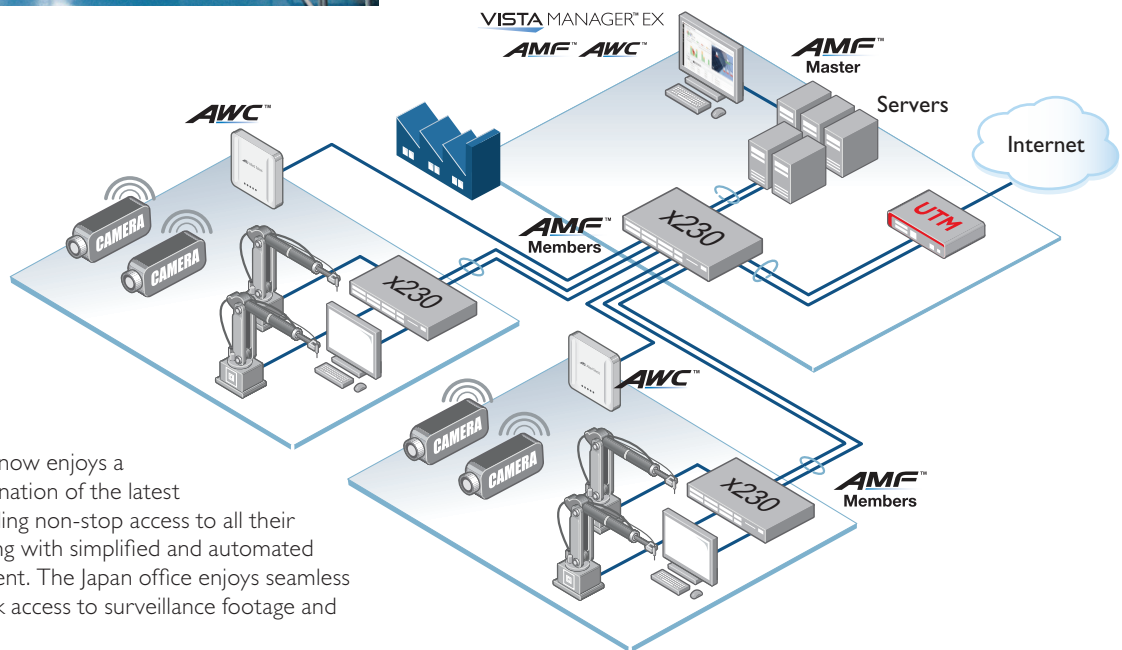 VISTA MANAGER™ EX
AMF™ AWC™
AMF™
Master
Servers
Internet
AWC™
CAMERA
CAMERA
x230
AMF™
Members
x230
UTM
AWC™
CAMERA
CAMERA
x230
AMF™
Members
now enjoys a
nation of the latest
ling non-stop access to all their
ng with simplified and automated
ent. The Japan office enjoys seamless
k access to surveillance footage and